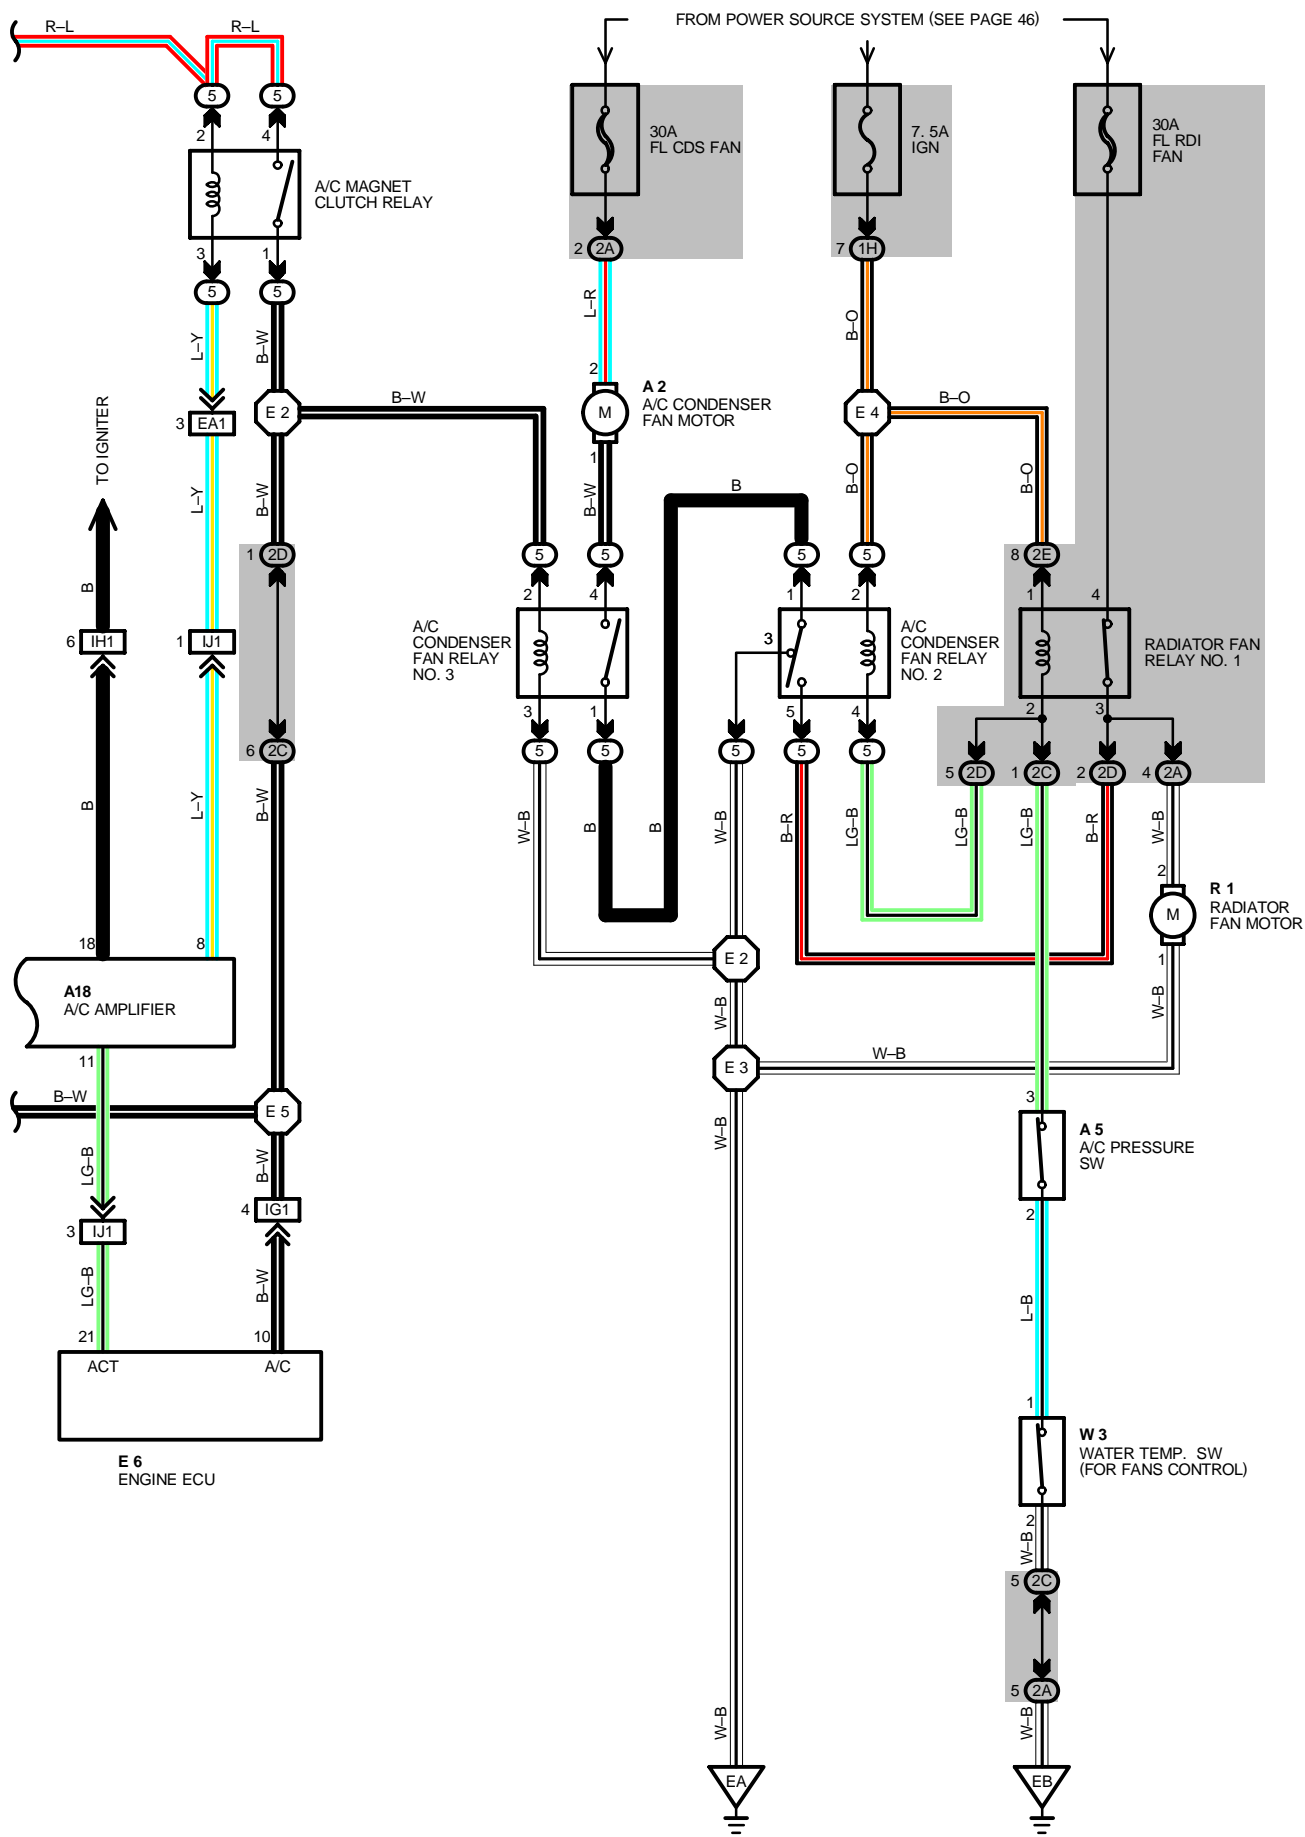 FROM POWER SOURCE SYSTEM (SEE PAGE 46)
R–L
R–L
5
5
2
4
A/C MAGNET
CLUTCH RELAY
3
1
5
5
30A
FL CDS FAN
7. 5A
IGN
30A
FL RDI
FAN
2
2A
7
1H
L–Y
B–W
L–R
B–O
2
A 2
A/C CONDENSER
FAN MOTOR
M
1
3
EA1
E 2
B–W
E 4
B–O
TO IGNITER
L–Y
B–W
B–W
B
B–O
B–O
1
2D
5
5
5
5
8
2E
B
2
4
1
2
1
4
6
IH1
1
IJ1
A/C
CONDENSER
FAN RELAY
NO. 3
3
A/C
CONDENSER
FAN RELAY
NO. 2
RADIATOR FAN
RELAY NO. 1
3
1
5
4
2
3
6
2C
5
5
5
5
5
5
2D
1
2C
2
2D
4
2A
B
L–Y
B–W
W–B
B
B
W–B
B–R
LG–B
LG–B
LG–B
B–R
W–B
2
R 1
RADIATOR
FAN MOTOR
M
1
18
8
E 2
A18
A/C AMPLIFIER
W–B
W–B
11
E 3
W–B
B–W
E 5
3
A 5
A/C PRESSURE
SW
W–B
LG–B
B–W
4
IG1
2
3
IJ1
LG–B
B–W
L–B
21
10
ACT
A/C
1
E 6
ENGINE ECU
W 3
WATER TEMP. SW
(FOR FANS CONTROL)
2
W–B
5
2C
5
2A
W–B
W–B
EA
EB